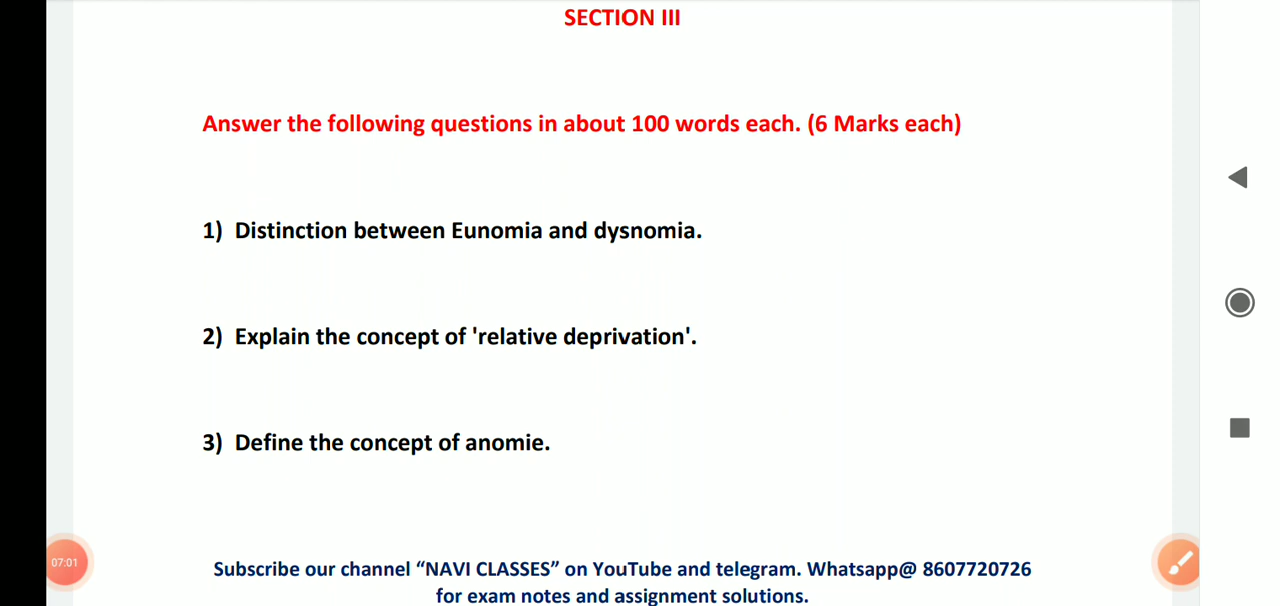 SECTION III
Answer the following questions in about 100 words each. (6 Marks each)
1) Distinction between Eunomia and dysnomia.
2) Explain the concept of 'relative deprivation'.
3) Define the concept of anomie.
07:01
Subscribe our channel “NAVI CLASSES” on YouTube and telegram. Whatsapp@ 8607720726
for exam notes and assignment solutions.